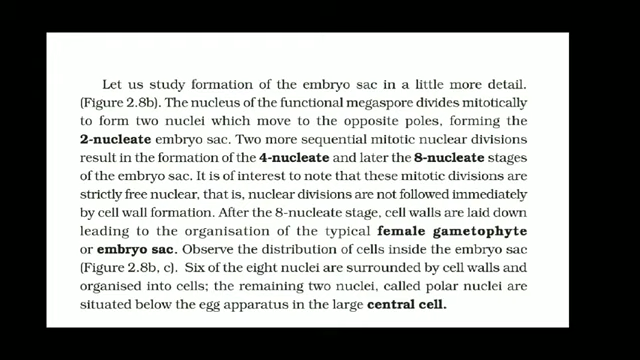 Let us study formation of the embryo sac in a little more detail.
(Figure 2.8b). The nucleus of the functional megaspore divides mitotically
to form two nuclei which move to the opposite poles, forming the
2-nucleate embryo sac. Two more sequential mitotic nuclear divisions
result in the formation of the 4-nucleate and later the 8-nucleate stages
of the embryo sac. It is of interest to note that these mitotic divisions are
strictly free nuclear, that is, nuclear divisions are not followed immediately
by cell wall formation. After the 8-nucleate stage, cell walls are laid down
leading to the organisation of the typical female gametophyte
or embryo sac. Observe the distribution of cells inside the embryo sac
(Figure 2.8b, c). Six of the eight nuclei are surrounded by cell walls and
organised into cells; the remaining two nuclei, called polar nuclei are
situated below the egg apparatus in the large central cell.